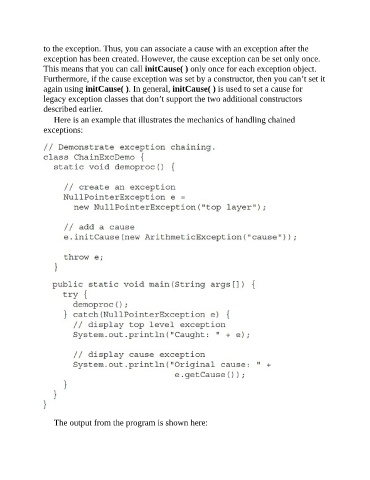 to the exception. Thus, you can associate a cause with an exception after the
exception has been created. However, the cause exception can be set only once.
This means that you can call initCause( ) only once for each exception object.
Furthermore, if the cause exception was set by a constructor, then you can’t set it
again using initCause( ). In general, initCause( ) is used to set a cause for
legacy exception classes that don’t support the two additional constructors
described earlier.
Here is an example that illustrates the mechanics of handling chained
exceptions:
// Demonstrate exception chaining.
class ChainExcDemo {
  static void demoproc() {

    // create an exception
    NullPointerException e =
      new NullPointerException("top layer");

    // add a cause
    e.initCause(new ArithmeticException("cause"));

    throw e;
  }

  public static void main(String args[]) {
    try {
      demoproc();
    } catch(NullPointerException e) {
      // display top level exception
      System.out.println("Caught: " + e);

      // display cause exception
      System.out.println("Original cause: " +
                          e.getCause());
    }
  }
}
The output from the program is shown here: